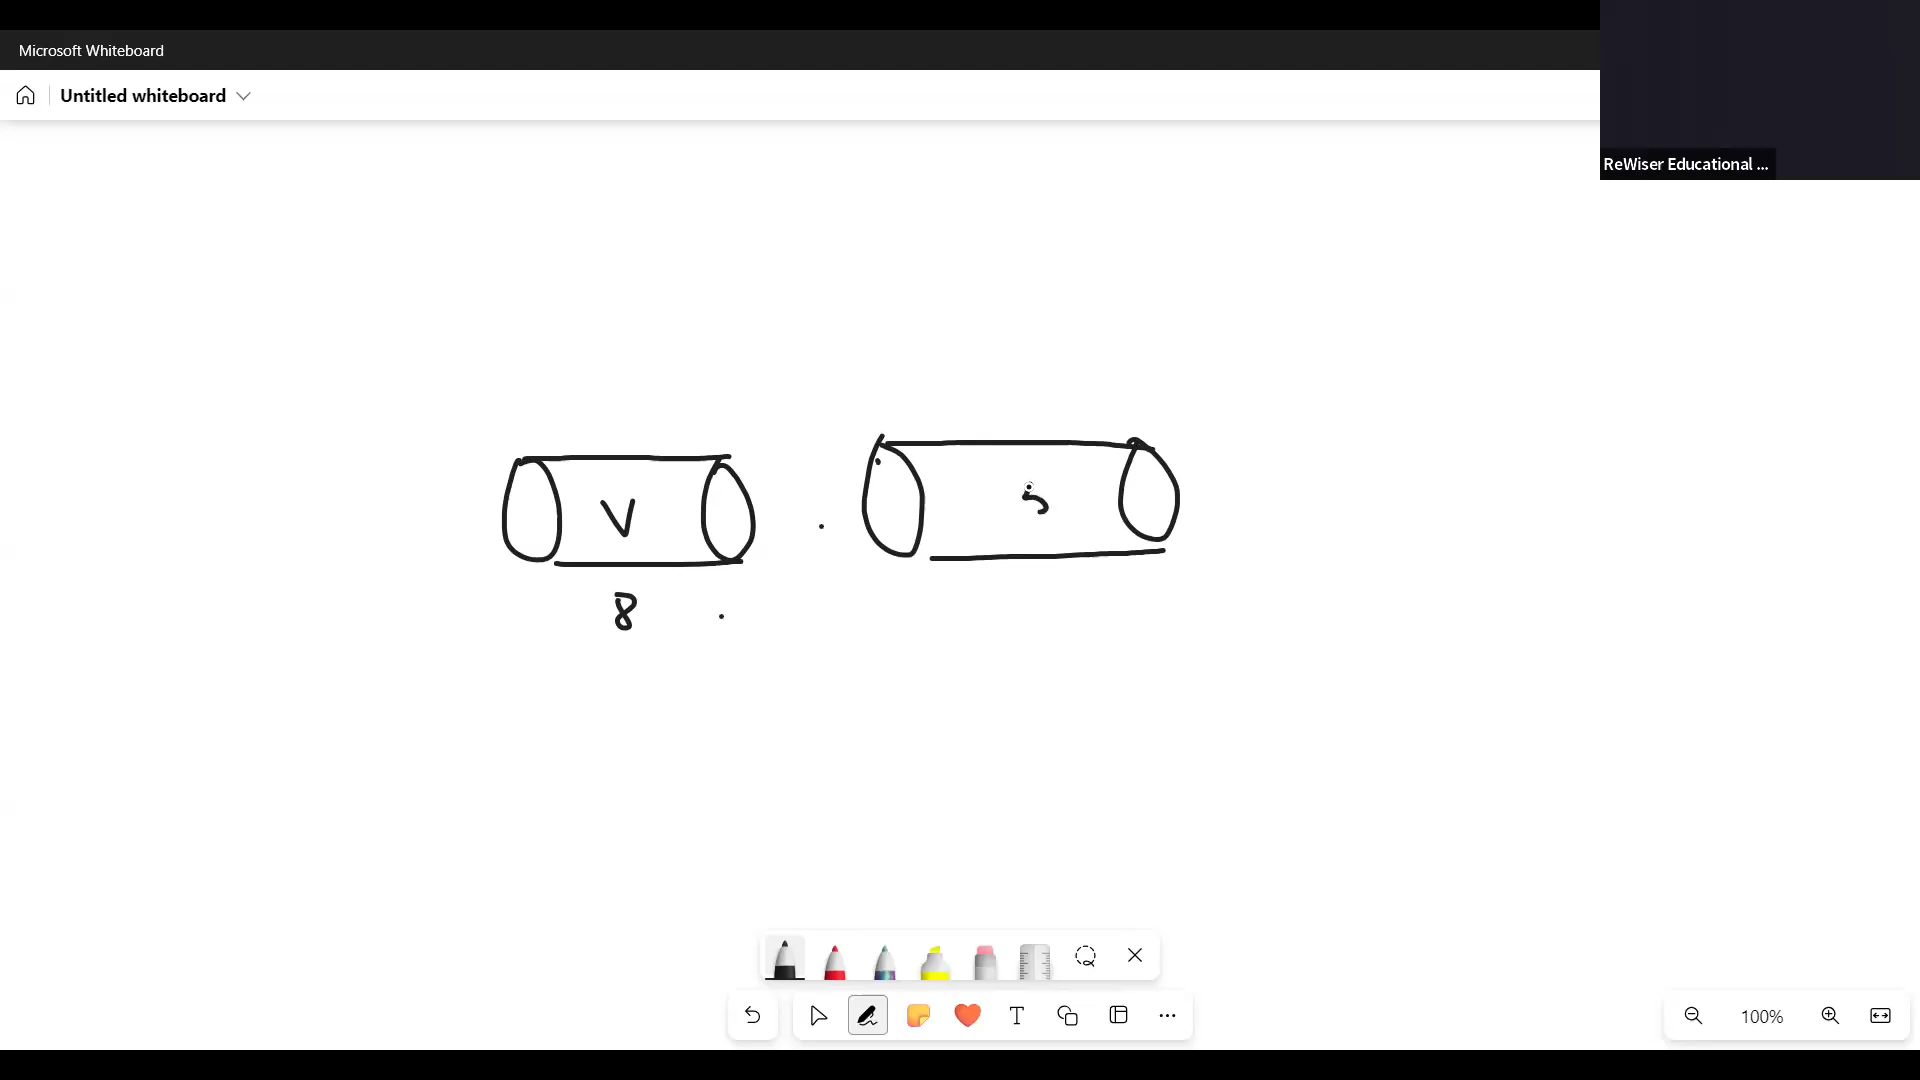 Microsoft Whiteboard
Untitled whiteboard
ReWiser Educational ...
V
8
100%